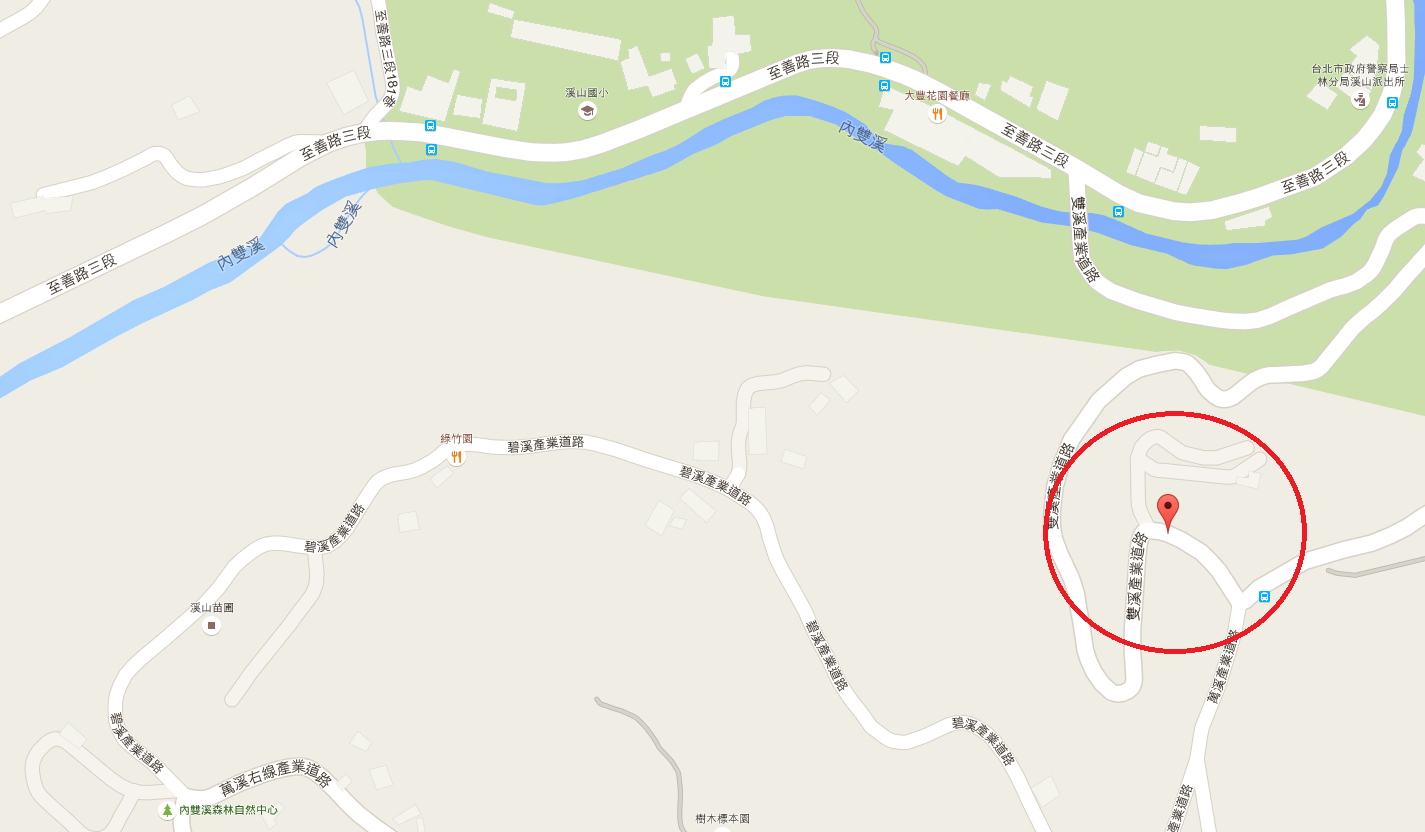 至善路三段181巷
溪山國小
至善路三段
大豐花園餐廳
台北市政府警察局士
林分局溪山派出所
至善路三段
內雙溪
至善路三段
至善路三段
內雙溪
內雙溪
至善路三段
雙溪產業道路
綠竹園
碧溪產業道路
碧溪產業道路
雙溪產業道路
碧溪產業道路
雙溪產業道路
溪山苗圃
碧溪產業道路
萬溪產業道路
碧溪產業道路
碧溪產業道路
萬溪右線產業道路
內雙溪森林自然中心
樹木標本園
產業道路